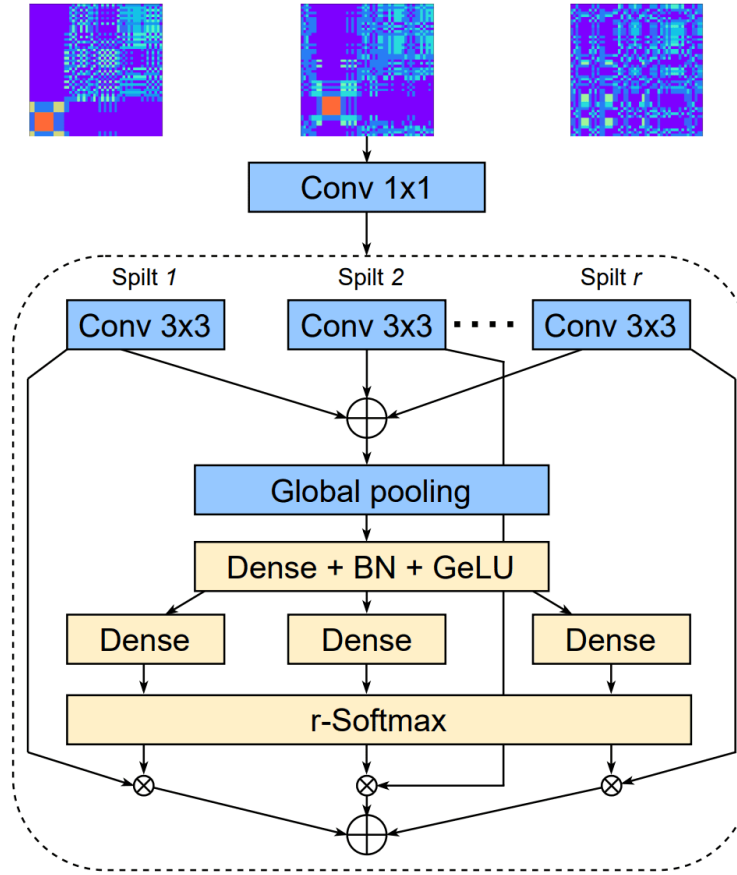 Conv 1x1
Spilt 1
Spilt 2
Spilt r
Conv 3x3
Conv 3x3
....
Conv 3x3
Global pooling
Dense + BN + GeLU
Dense
Dense
Dense
r-Softmax